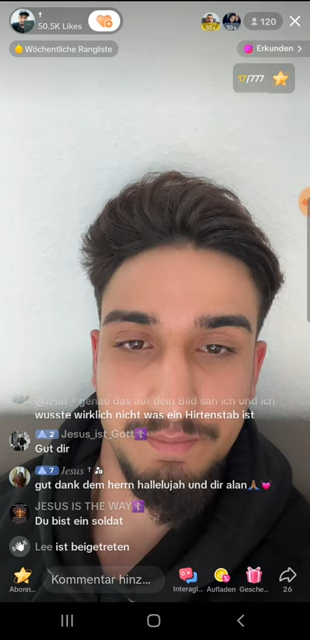 †
50.5K Likes
120
Wöchentliche Rangliste
Erkunden >
17/777
@Jesus † genau das auf dein Bild sah ich und ich
wusste wirklich nicht was ein Hirtenstab ist
2 Jesus_ist_Gott✝️
Gut dir
7 Jesus †
gut dank dem herrn hallelujah und dir alan🙏💓
JESUS IS THE WAY✝️
Du bist ein soldat
Lee ist beigetreten
Abonn...
Kommentar hinz...
Interagi...
Aufladen
Gesche...
26